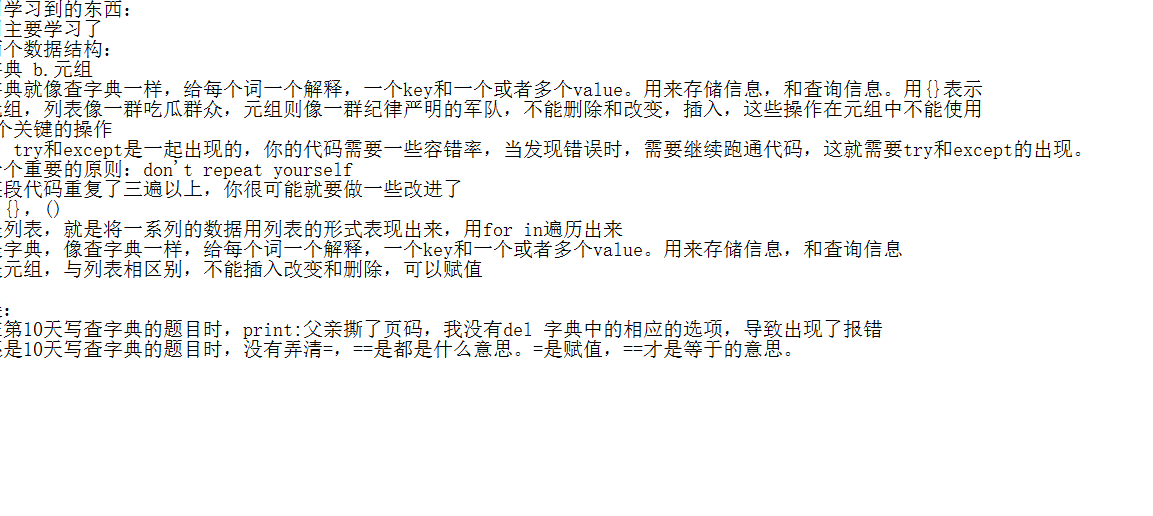 学习到的东西：
主要学习了
个数据结构：
典 b.元组
典就像查字典一样，给每个词一个解释，一个key和一个或者多个value。用来存储信息，和查询信息。用{}表示
组，列表像一群吃瓜群众，元组则像一群纪律严明的军队，不能删除和改变，插入，这些操作在元组中不能使用
个关键的操作
try和except是一起出现的，你的代码需要一些容错率，当发现错误时，需要继续跑通代码，这就需要try和except的出现。
个重要的原则：don't repeat yourself
段代码重复了三遍以上，你很可能就要做一些改进了
{}，()
列表，就是将一系列的数据用列表的形式表现出来，用for in遍历出来
字典，像查字典一样，给每个词一个解释，一个key和一个或者多个value。用来存储信息，和查询信息
元组，与列表相区别，不能插入改变和删除，可以赋值
：
第10天写查字典的题目时，print:父亲撕了页码，我没有del 字典中的相应的选项，导致出现了报错
是10天写查字典的题目时，没有弄清=，==是都是什么意思。=是赋值，==才是等于的意思。